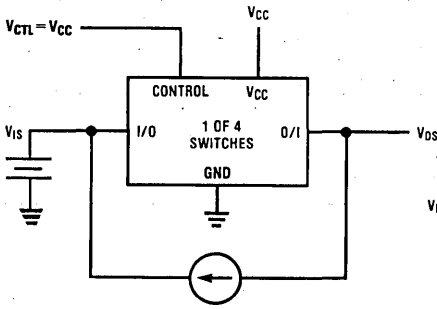 V_CTL = V_CC
V_CC
CONTROL V_CC
V_IS I/O 1 OF 4 O/I V_OS
SWITCHES
GND